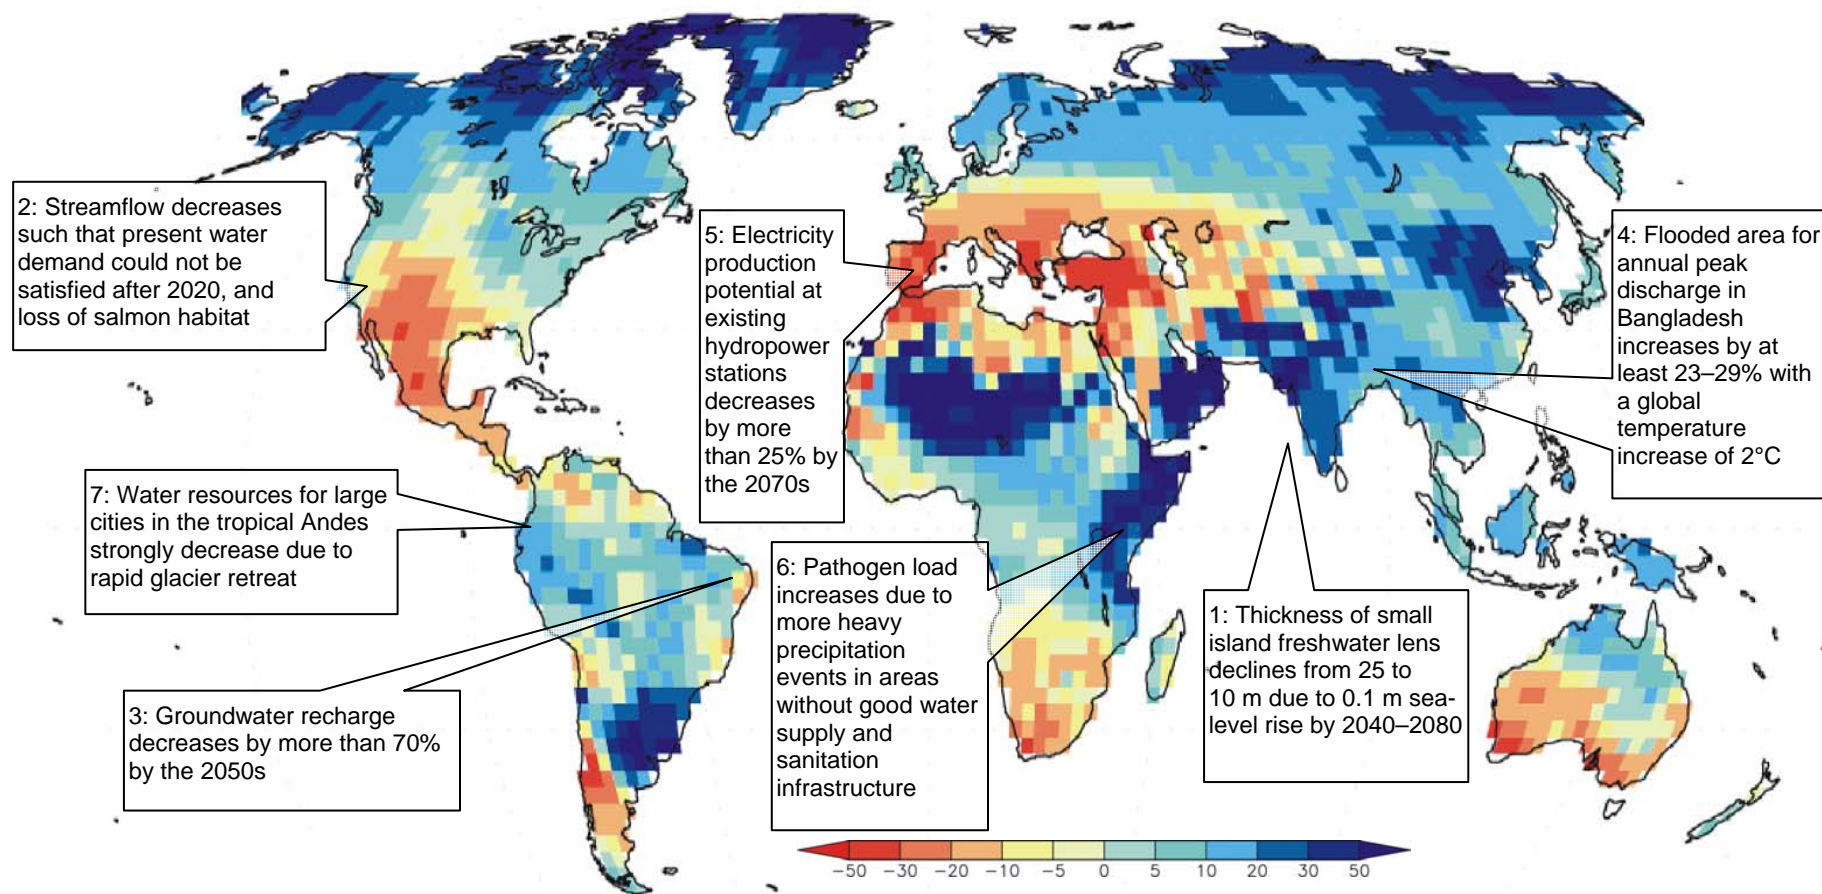 2: Streamflow decreases
such that present water
demand could not be
satisfied after 2020, and
loss of salmon habitat
5: Electricity
production
potential at
existing
hydropower
stations
decreases
by more
than 25% by
the 2070s
4: Flooded area for
annual peak
discharge in
Bangladesh
increases by at
least 23–29% with
a global
temperature
increase of 2°C
7: Water resources for large
cities in the tropical Andes
strongly decrease due to
rapid glacier retreat
6: Pathogen load
increases due to
more heavy
precipitation
events in areas
without good water
supply and
sanitation
infrastructure
1: Thickness of small
island freshwater lens
declines from 25 to
10 m due to 0.1 m sea-
level rise by 2040–2080
3: Groundwater recharge
decreases by more than 70%
by the 2050s
−50 −30 −20 −10 −5 0 5 10 20 30 50